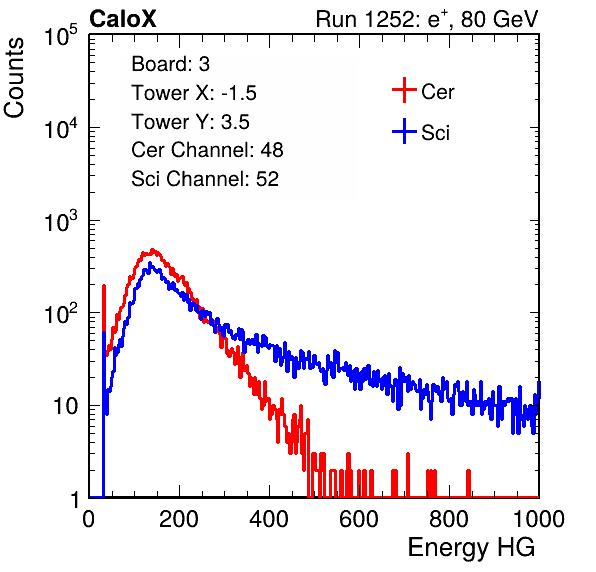 CaloX Run 1252: e⁺, 80 GeV
Counts
Board: 3
Tower X: -1.5
Tower Y: 3.5
Cer Channel: 48
Sci Channel: 52
Cer
Sci
10⁵
10⁴
10³
10²
10
1
0 200 400 600 800 1000
Energy HG